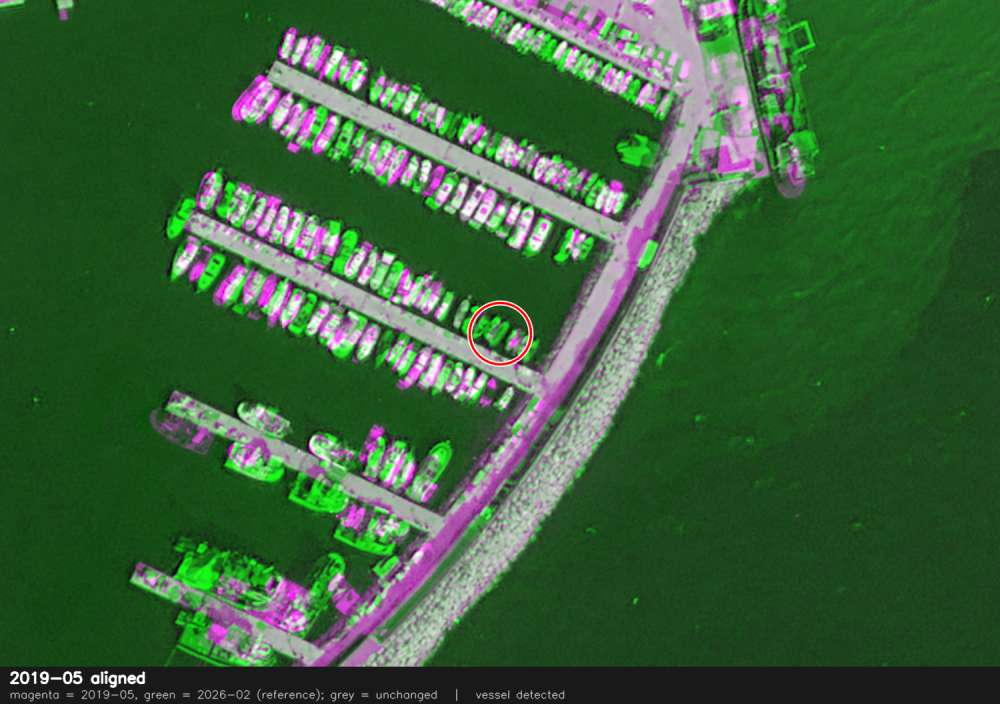 2019-05 aligned
magenta = 2019-05, green = 2026-02 (reference); grey = unchanged | vessel detected